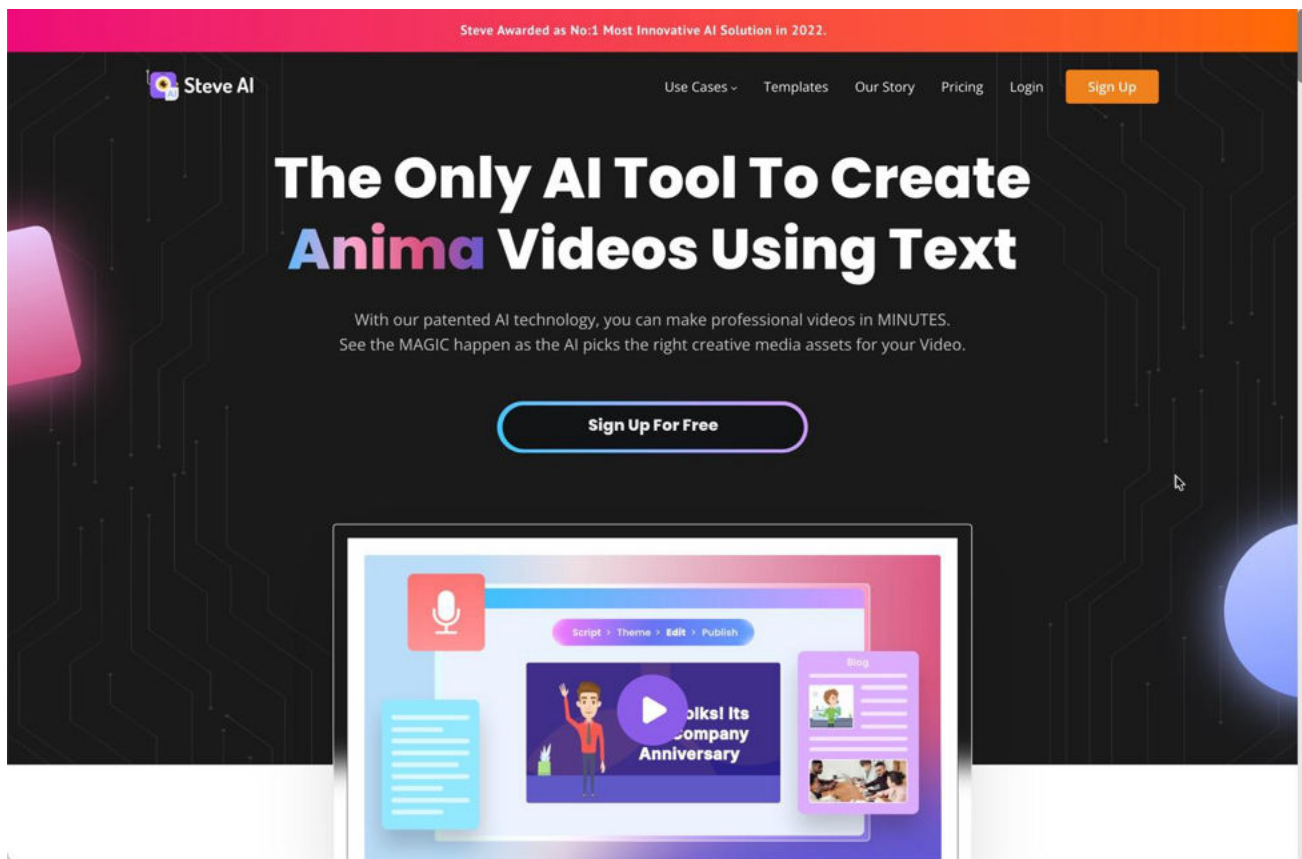 Steve Awarded as No:1 Most Innovative AI Solution in 2022.
AI
Steve AI
Use Cases
Templates
Our Story
Pricing
Login
Sign Up
The Only AI Tool To Create
Anima Videos Using Text
With our patented AI technology, you can make professional videos in MINUTES.
See the MAGIC happen as the AI picks the right creative media assets for your Video.
Sign Up For Free
Script > Theme > Edit > Publish
Blog
Its
Company
Anniversary